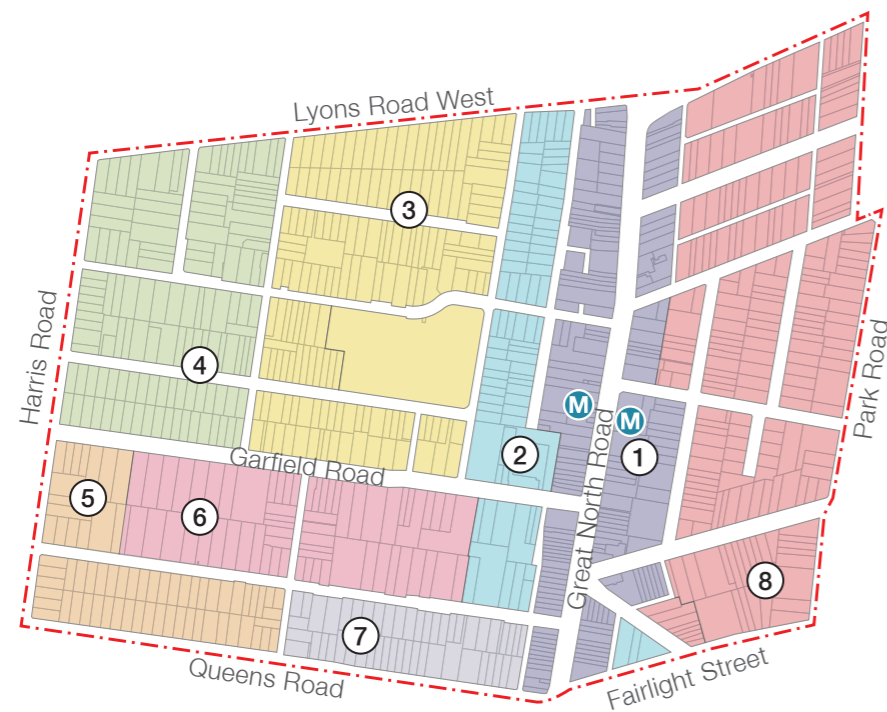 Lyons Road West
3
Harris Road
4
Park Road
M
M
Great North Road
1
2
Garfield Road
5
6
8
7
Queens Road
Fairlight Street